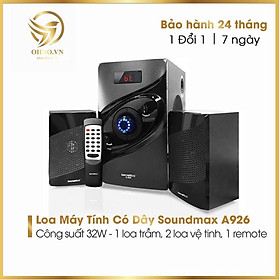 OHNO.VN
Bảo hành 24 tháng
1 Đổi 1 | 7 ngày
Loa Máy Tính Có Dây Soundmax A926
Công suất 32W - 1 loa trầm, 2 loa vệ tinh, 1 remote